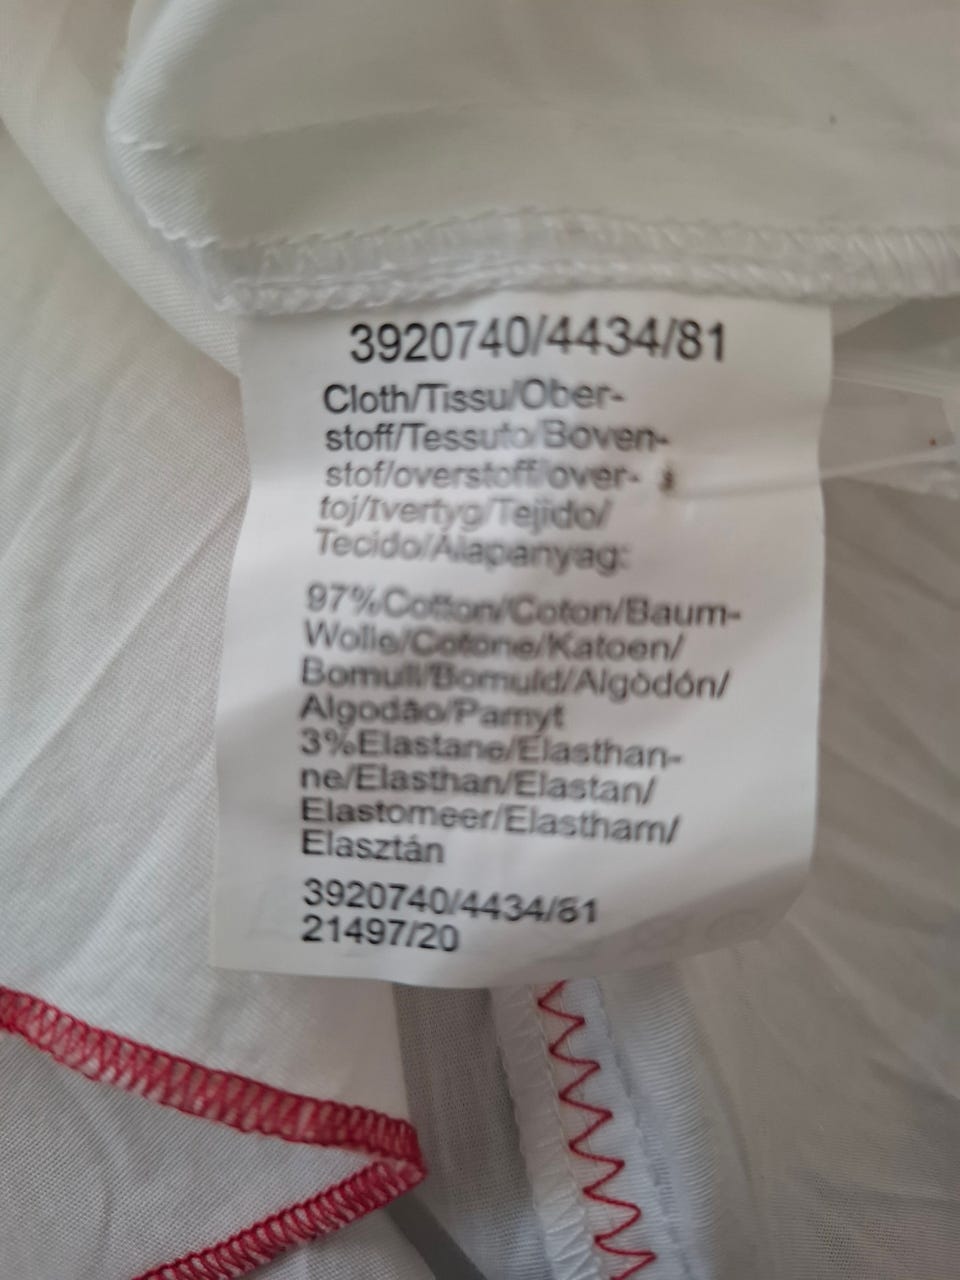 3920740/4434/81
Cloth/Tissu/Ober-
stoff/Tessuto/Boven-
stof/overstoff/over-
toj/Ivertyg/Tejido/
Tecido/Alapanyag:
97%Cotton/Coton/Baum-
Wolle/Cotone/Katoen/
Bomull/Bomuld/Algòdón/
Algodão/Pamyt
3%Elastane/Elasthan-
ne/Elasthan/Elastan/
Elastomeer/Elastham/
Elasztán
3920740/4434/81
21497/20